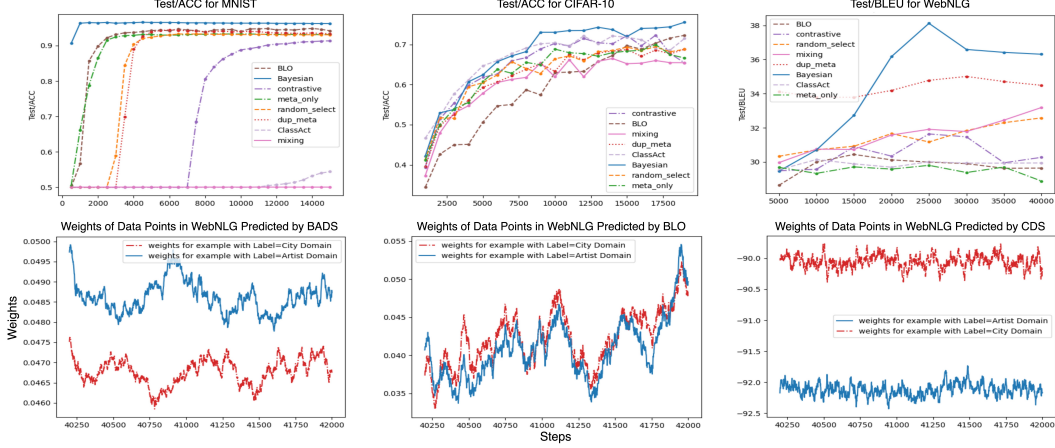 Test/ACC for MNIST
Test/ACC
0.9
0.8
0.7
0.6
0.5
BLO
Bayesian
contrastive
meta_only
random_select
dup_meta
ClassAct
mixing
0 2000 4000 6000 8000 10000 12000 14000
Test/ACC for CIFAR-10
Test/ACC
0.7
0.6
0.5
0.4
contrastive
BLO
mixing
dup_meta
ClassAct
Bayesian
random_select
meta_only
2500 5000 7500 10000 12500 15000 17500
Test/BLEU for WebNLG
Test/BLEU
38
36
34
32
30
BLO
contrastive
random_select
mixing
dup_meta
Bayesian
ClassAct
meta_only
5000 10000 15000 20000 25000 30000 35000 40000
Weights of Data Points in WebNLG Predicted by BADS
Weights
0.0500
0.0495
0.0490
0.0485
0.0480
0.0475
0.0470
0.0465
0.0460
weights for example with Label=City Domain
weights for example with Label=Artist Domain
40250 40500 40750 41000 41250 41500 41750 42000
Weights of Data Points in WebNLG Predicted by BLO
0.055
0.050
0.045
0.040
0.035
weights for example with Label=City Domain
weights for example with Label=Artist Domain
40250 40500 40750 41000 41250 41500 41750 42000
Steps
Weights of Data Points in WebNLG Predicted by CDS
−90.0
−90.5
−91.0
−91.5
−92.0
−92.5
weights for example with Label=Artist Domain
weights for example with Label=City Domain
40250 40500 40750 41000 41250 41500 41750 42000